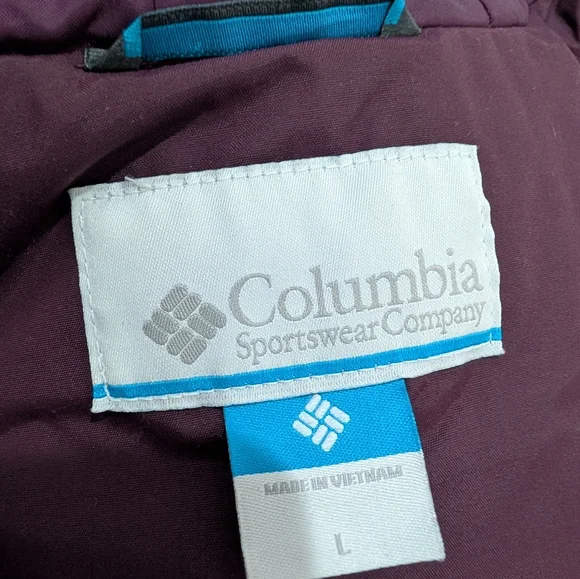 Columbia
Sportswear Company
MADE IN VIETNAM
L